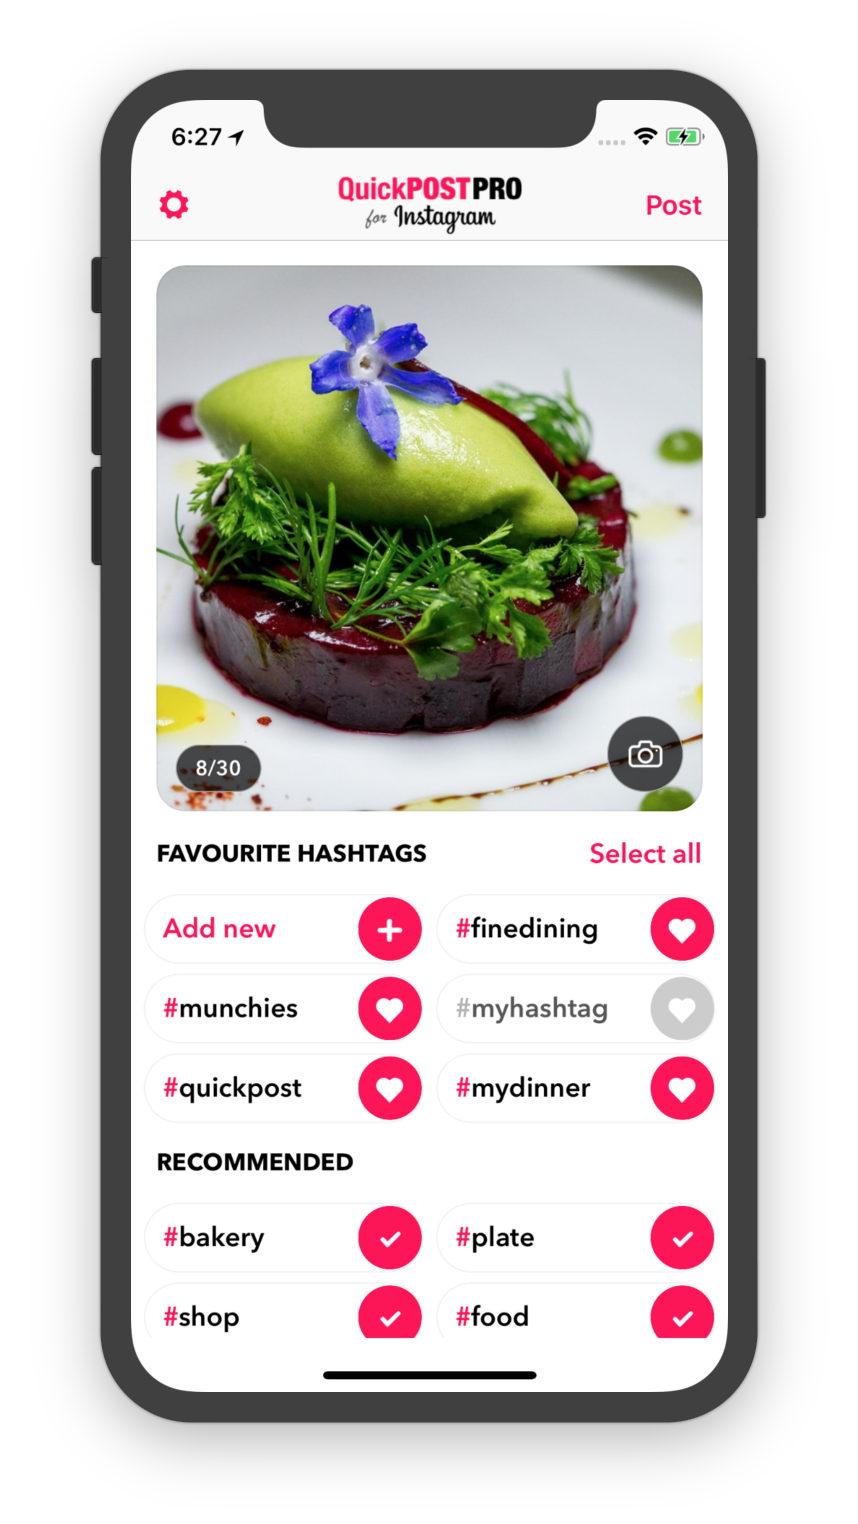 6:27
QuickPOSTPRO
for Instagram
Post
8/30
FAVOURITE HASHTAGS
Select all
Add new
#finedining
#munchies
#myhashtag
#quickpost
#mydinner
RECOMMENDED
#bakery
#plate
#shop
#food